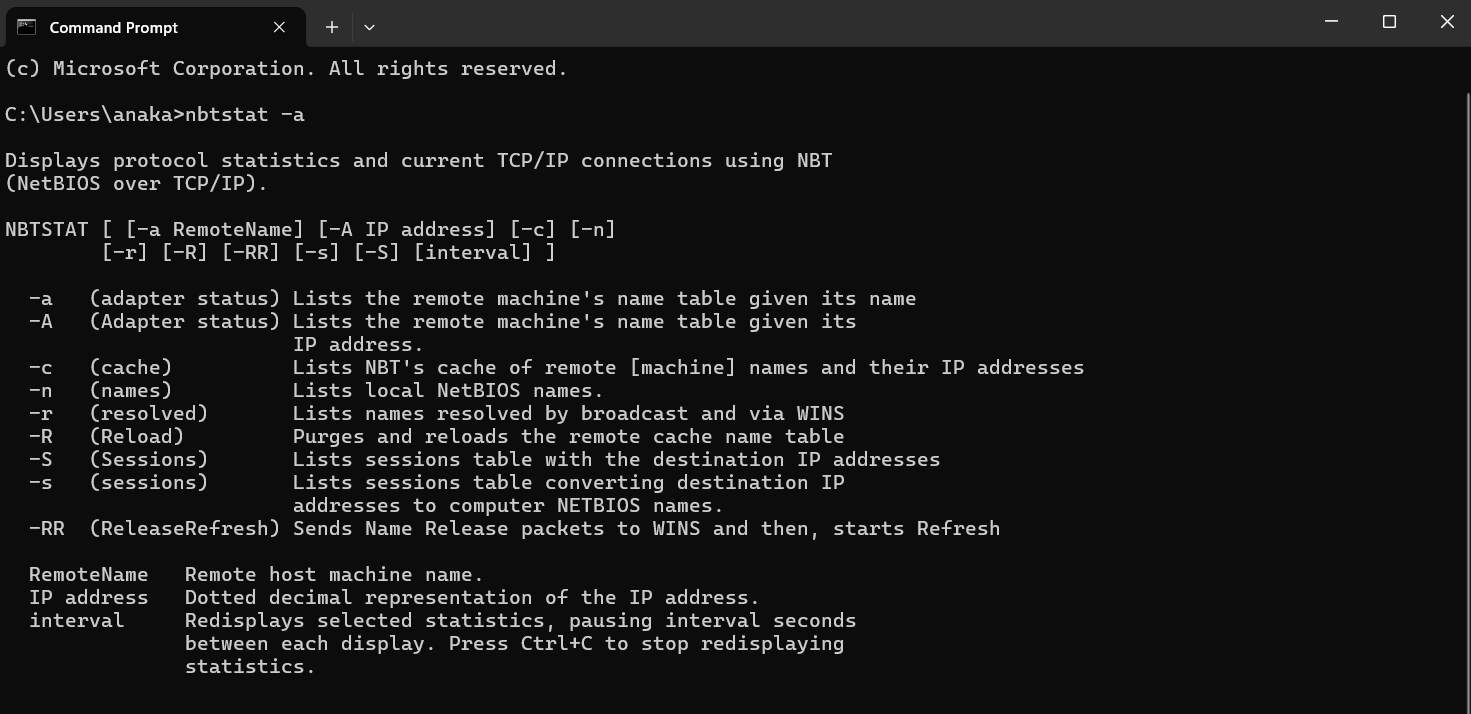 Command Prompt
(c) Microsoft Corporation. All rights reserved.
C:\Users\anaka>nbtstat -a
Displays protocol statistics and current TCP/IP connections using NBT
(NetBIOS over TCP/IP).
NBTSTAT [ [-a RemoteName] [-A IP address] [-c] [-n]
        [-r] [-R] [-RR] [-s] [-S] [interval] ]
  -a   (adapter status) Lists the remote machine's name table given its name
  -A   (Adapter status) Lists the remote machine's name table given its
                        IP address.
  -c   (cache)          Lists NBT's cache of remote [machine] names and their IP addresses
  -n   (names)          Lists local NetBIOS names.
  -r   (resolved)       Lists names resolved by broadcast and via WINS
  -R   (Reload)         Purges and reloads the remote cache name table
  -S   (Sessions)       Lists sessions table with the destination IP addresses
  -s   (sessions)       Lists sessions table converting destination IP
                        addresses to computer NETBIOS names.
  -RR  (ReleaseRefresh) Sends Name Release packets to WINS and then, starts Refresh
  RemoteName   Remote host machine name.
  IP address   Dotted decimal representation of the IP address.
  interval     Redisplays selected statistics, pausing interval seconds
               between each display. Press Ctrl+C to stop redisplaying
               statistics.